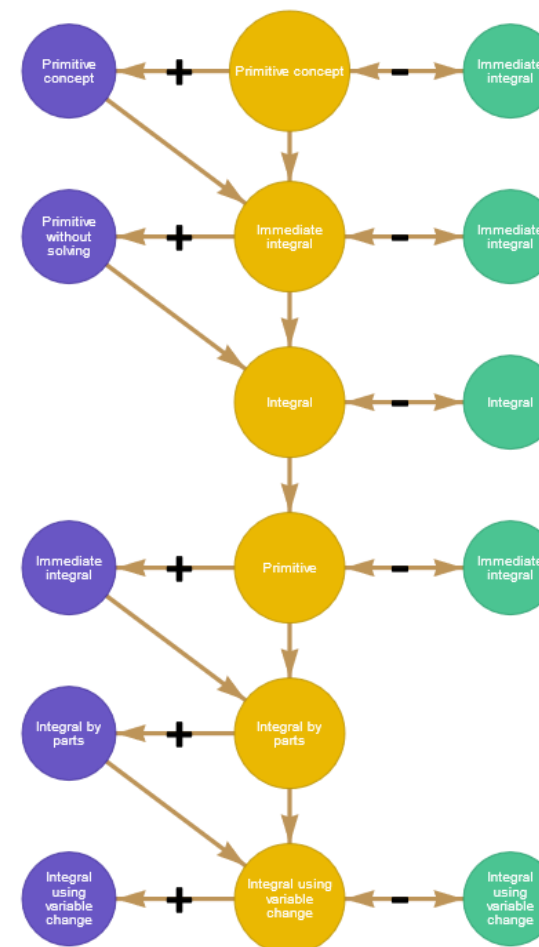 Primitive
concept
+
Primitive concept
-
Immediate
integral
Primitive
without
solving
+
Immediate
integral
-
Immediate
integral
Integral
-
Integral
Immediate
integral
+
Primitive
-
Immediate
integral
Integral by
parts
+
Integral by
parts
Integral
using
variable
change
+
Integral using
variable
change
-
Integral
using
variable
change